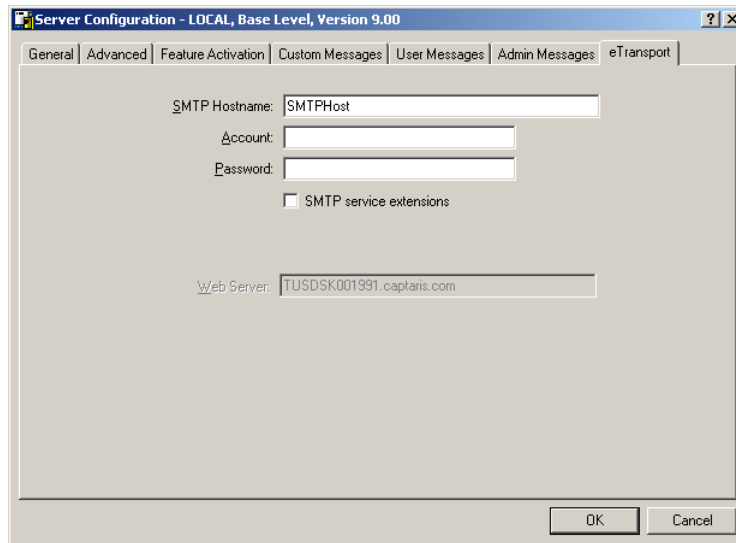 Server Configuration - LOCAL, Base Level, Version 9.00
General Advanced Feature Activation Custom Messages User Messages Admin Messages eTransport
SMTP Hostname: SMTPHost
Account:
Password:
SMTP service extensions
Web Server: TUSDSK001991.captaris.com
OK Cancel